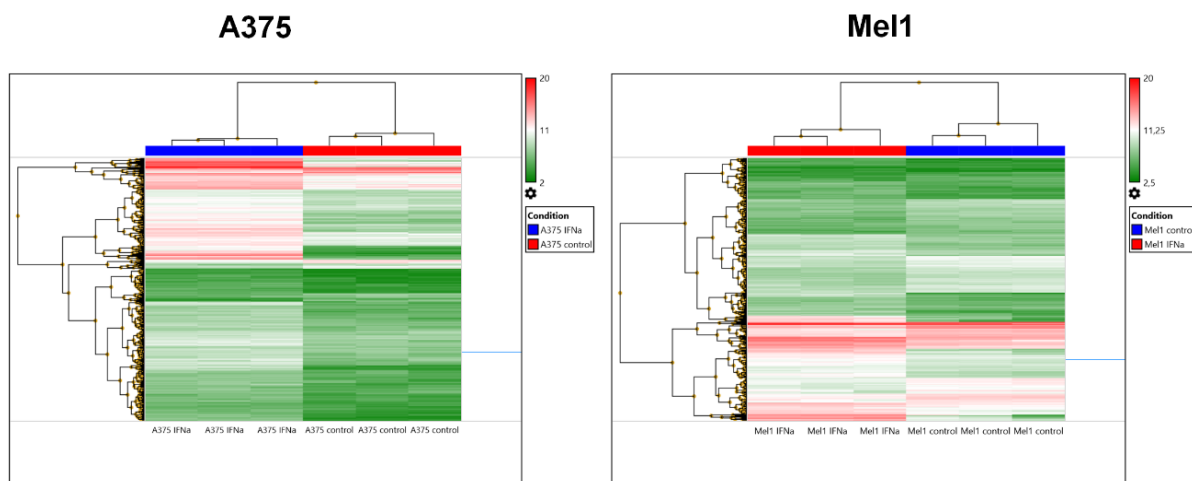 A375
Mel1
20
11
2
Condition
A375 IFNa
A375 control
A375 IFNa A375 IFNa A375 IFNa A375 control A375 control A375 control
20
11,25
2.5
Condition
Mel1 control
Mel1 IFNa
Mel1 IFNa Mel1 IFNa Mel1 IFNa Mel1 control Mel1 control Mel1 control